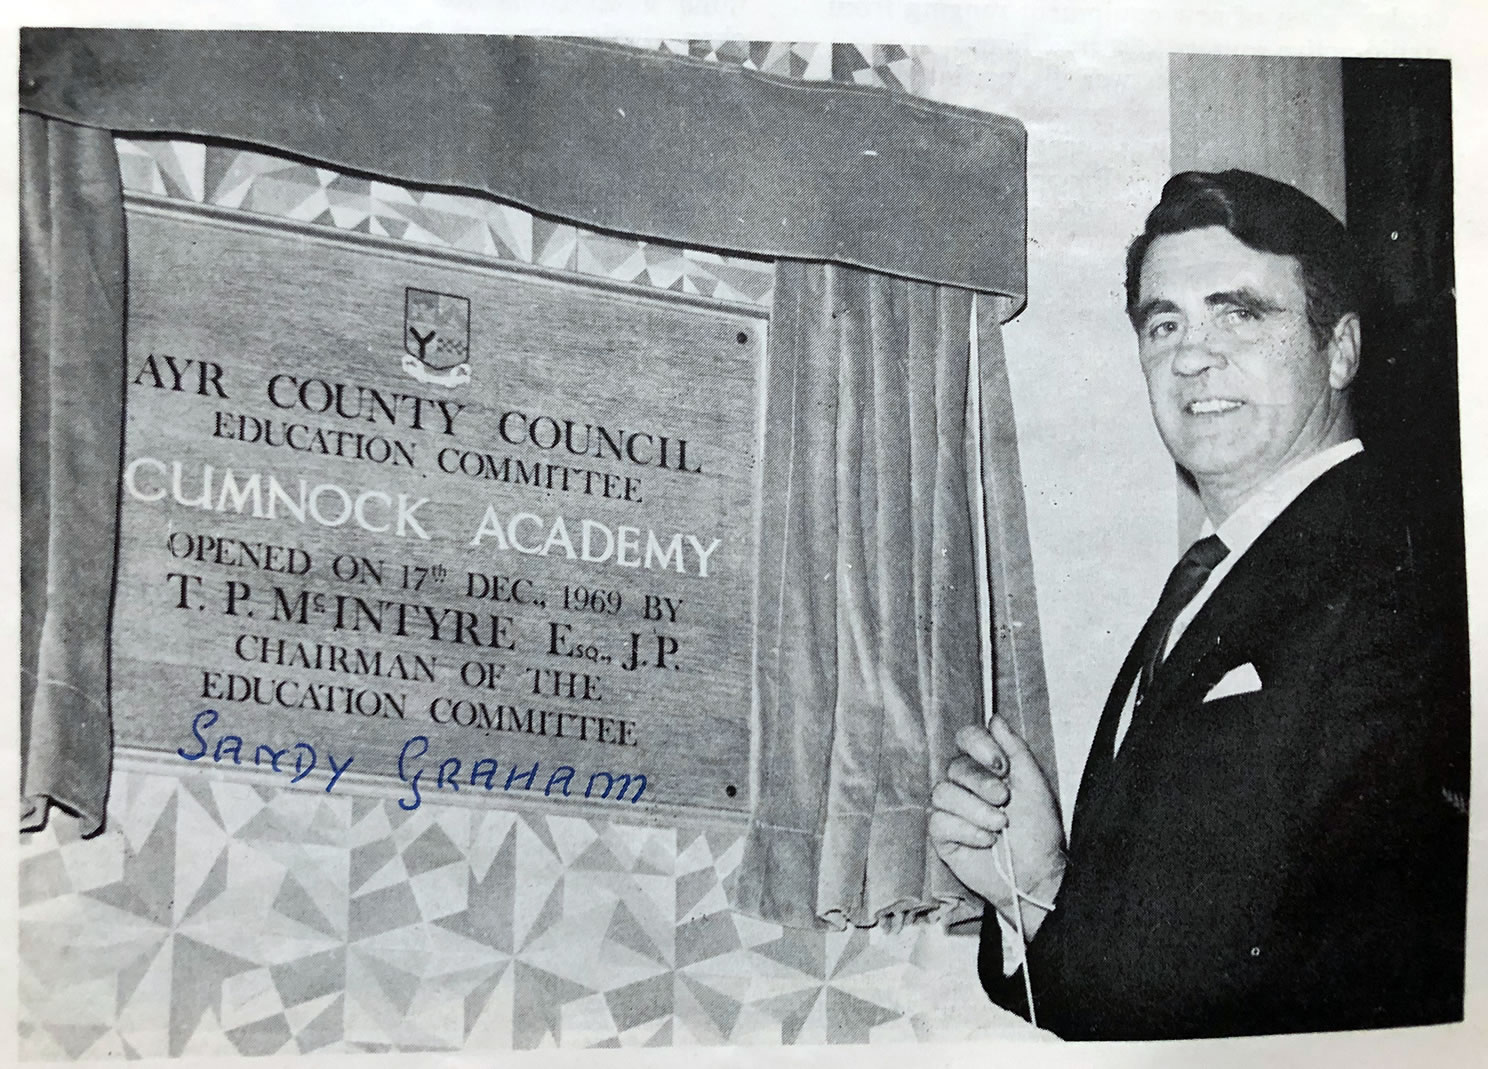 AYR COUNTY COUNCIL
EDUCATION COMMITTEE
CUMNOCK ACADEMY
OPENED ON 17th DEC., 1969 BY
T. P. McINTYRE Esq., J.P.
CHAIRMAN OF THE
EDUCATION COMMITTEE
SANDY GRAHAM